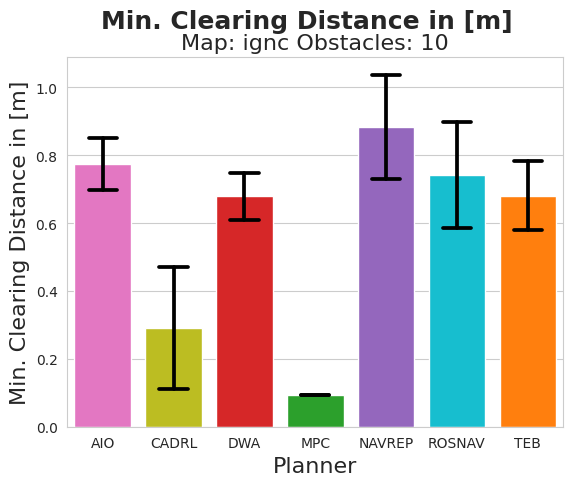 Min. Clearing Distance in [m]
Map: ignc Obstacles: 10
Min. Clearing Distance in [m]
1.0
0.8
0.6
0.4
0.2
0.0
AIO CADRL DWA MPC NAVREP ROSNAV TEB
Planner